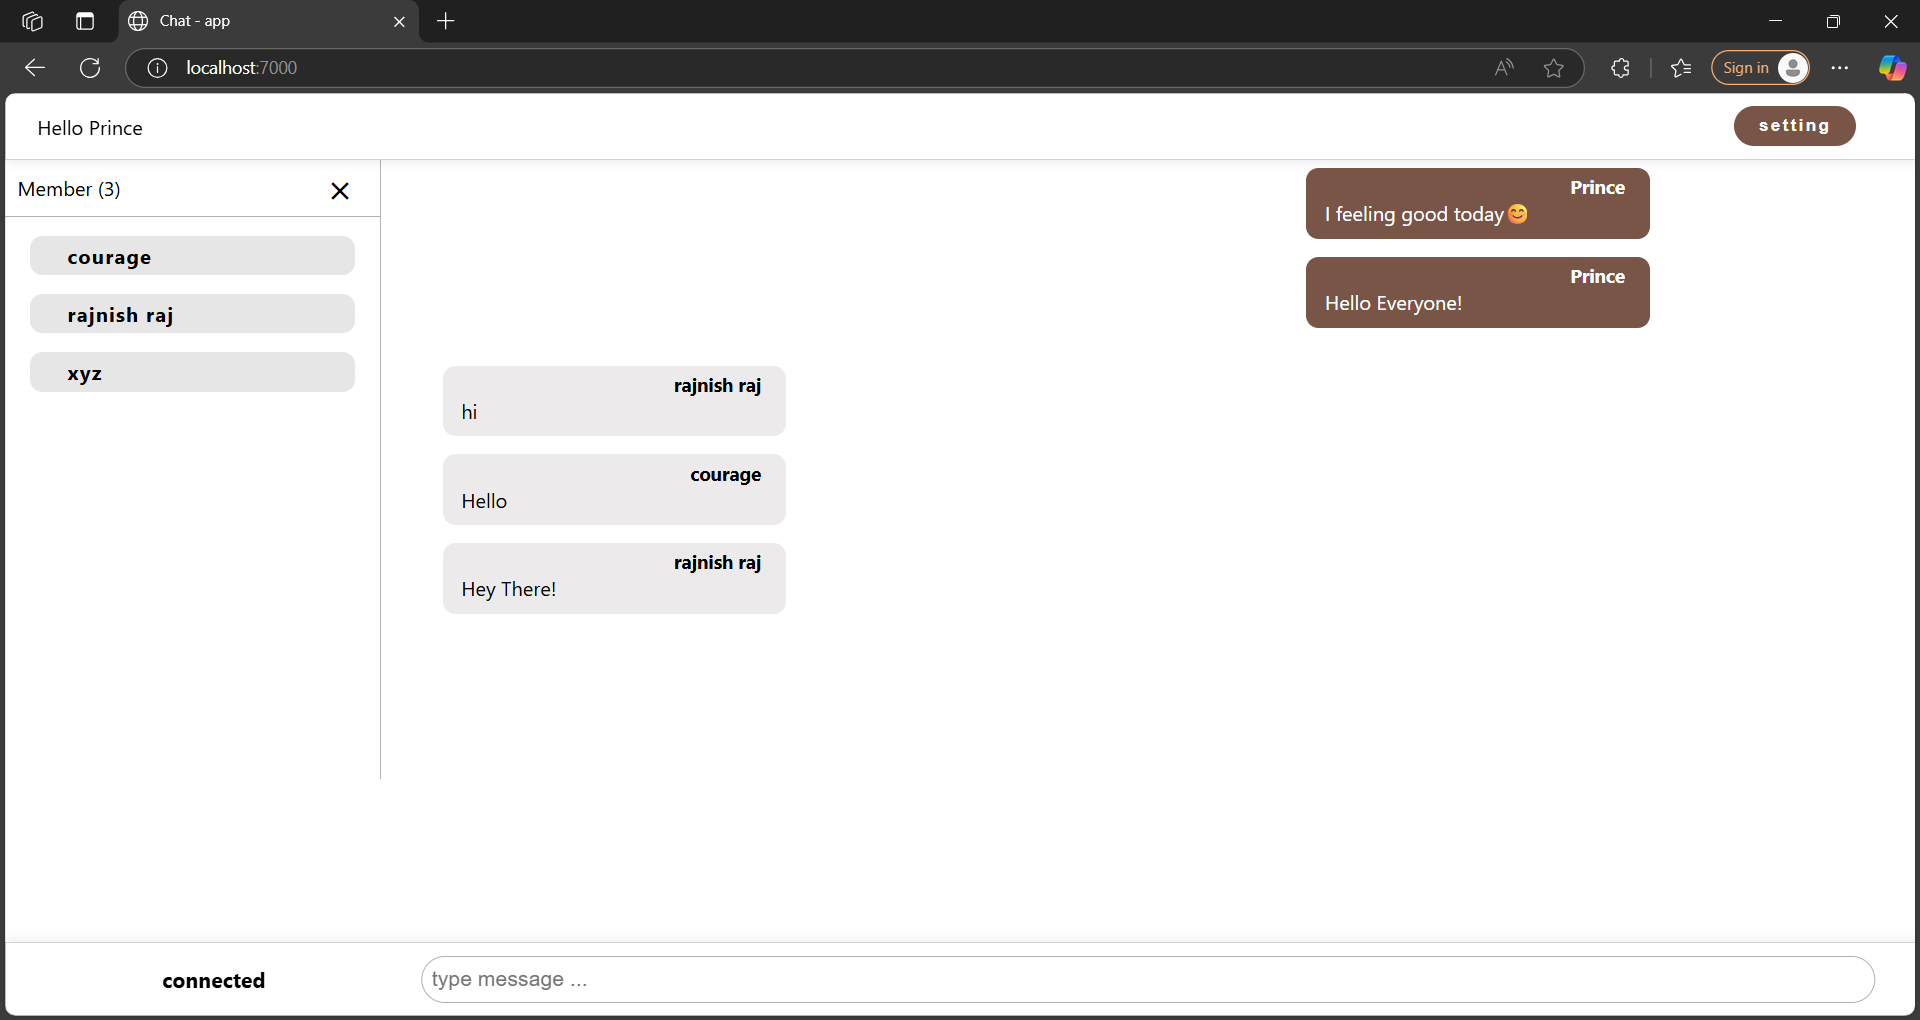 Chat - app
localhost:7000
Sign in
Hello Prince
setting
Member (3)
courage
rajnish raj
xyz
Prince
I feeling good today😊
Prince
Hello Everyone!
rajnish raj
hi
courage
Hello
rajnish raj
Hey There!
connected
type message ...